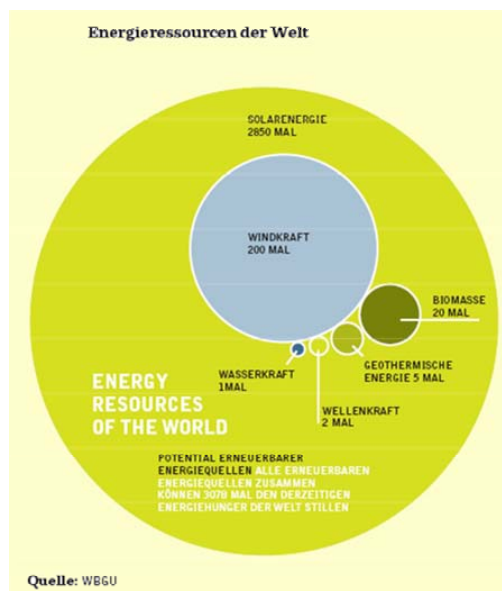 Energieressourcen der Welt
SOLARENERGIE
2850 MAL
WINDKRAFT
200 MAL
BIOMASSE
20 MAL
GEOTHERMISCHE
ENERGIE 5 MAL
WASSERKRAFT
1MAL
WELLENKRAFT
2 MAL
ENERGY
RESOURCES
OF THE WORLD
POTENTIAL ERNEUERBARER
ENERGIEQUELLEN ALLE ERNEUERBAREN
ENERGIEQUELLEN ZUSAMMEN
KÖNNEN 3078 MAL DEN DERZEITIGEN
ENERGIEHUNGER DER WELT STILLEN
Quelle: WBGU